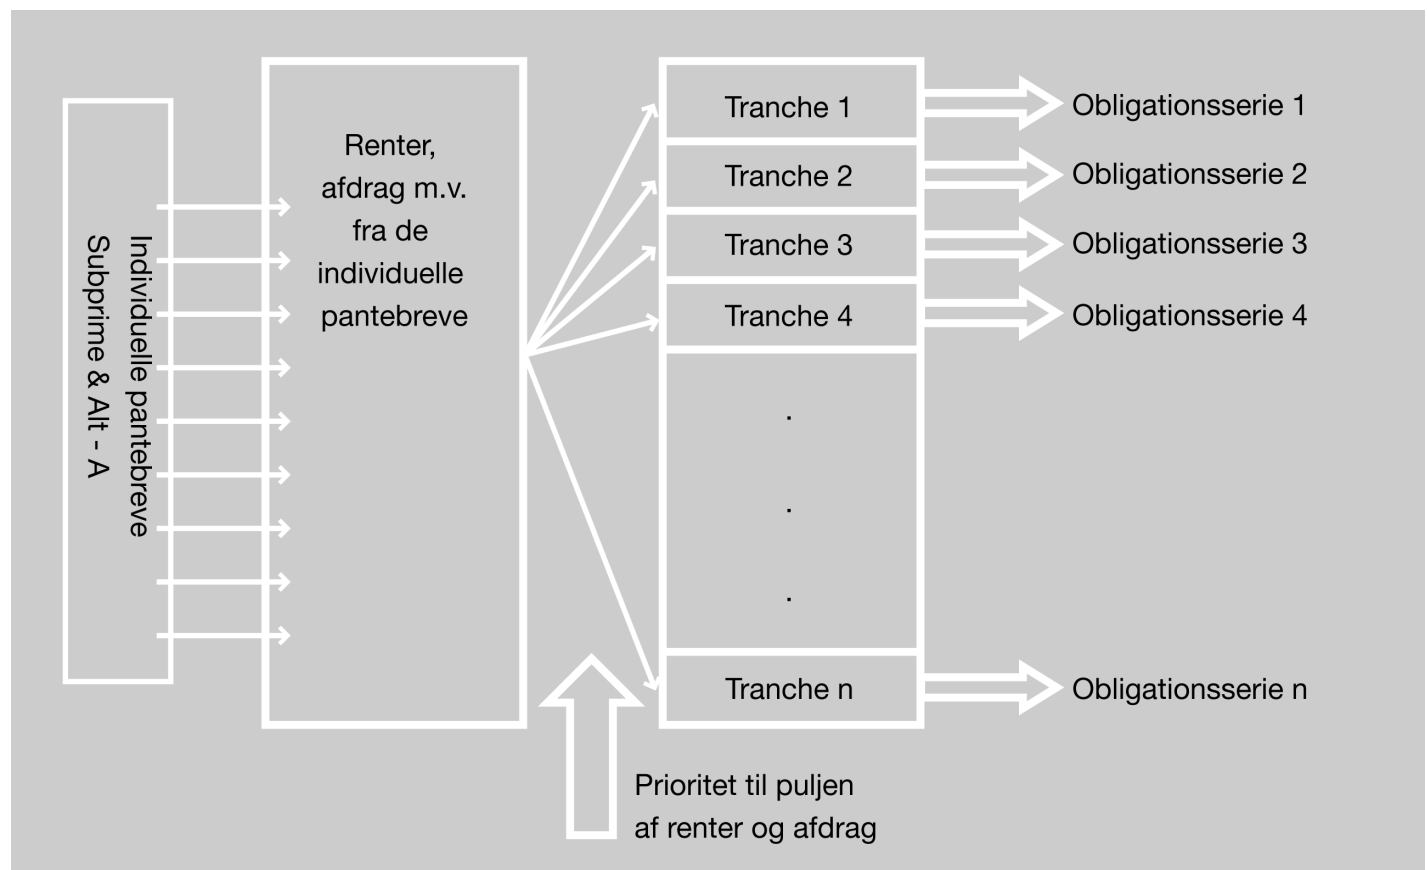 Individuelle pantebreve
Subprime & Alt - A
Renter,
afdrag m.v.
fra de
individuelle
pantebreve
Tranche 1
Obligationsserie 1
Tranche 2
Obligationsserie 2
Tranche 3
Obligationsserie 3
Tranche 4
Obligationsserie 4
.
.
.
Tranche n
Obligationsserie n
Prioritet til puljen
af renter og afdrag